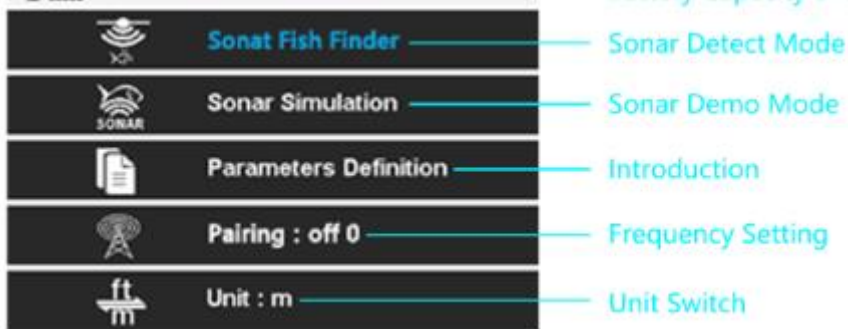 Sonat Fish Finder Sonar Detect Mode
SONAR Sonar Simulation Sonar Demo Mode
Parameters Definition Introduction
Pairing : off 0 Frequency Setting
ft
m Unit : m Unit Switch